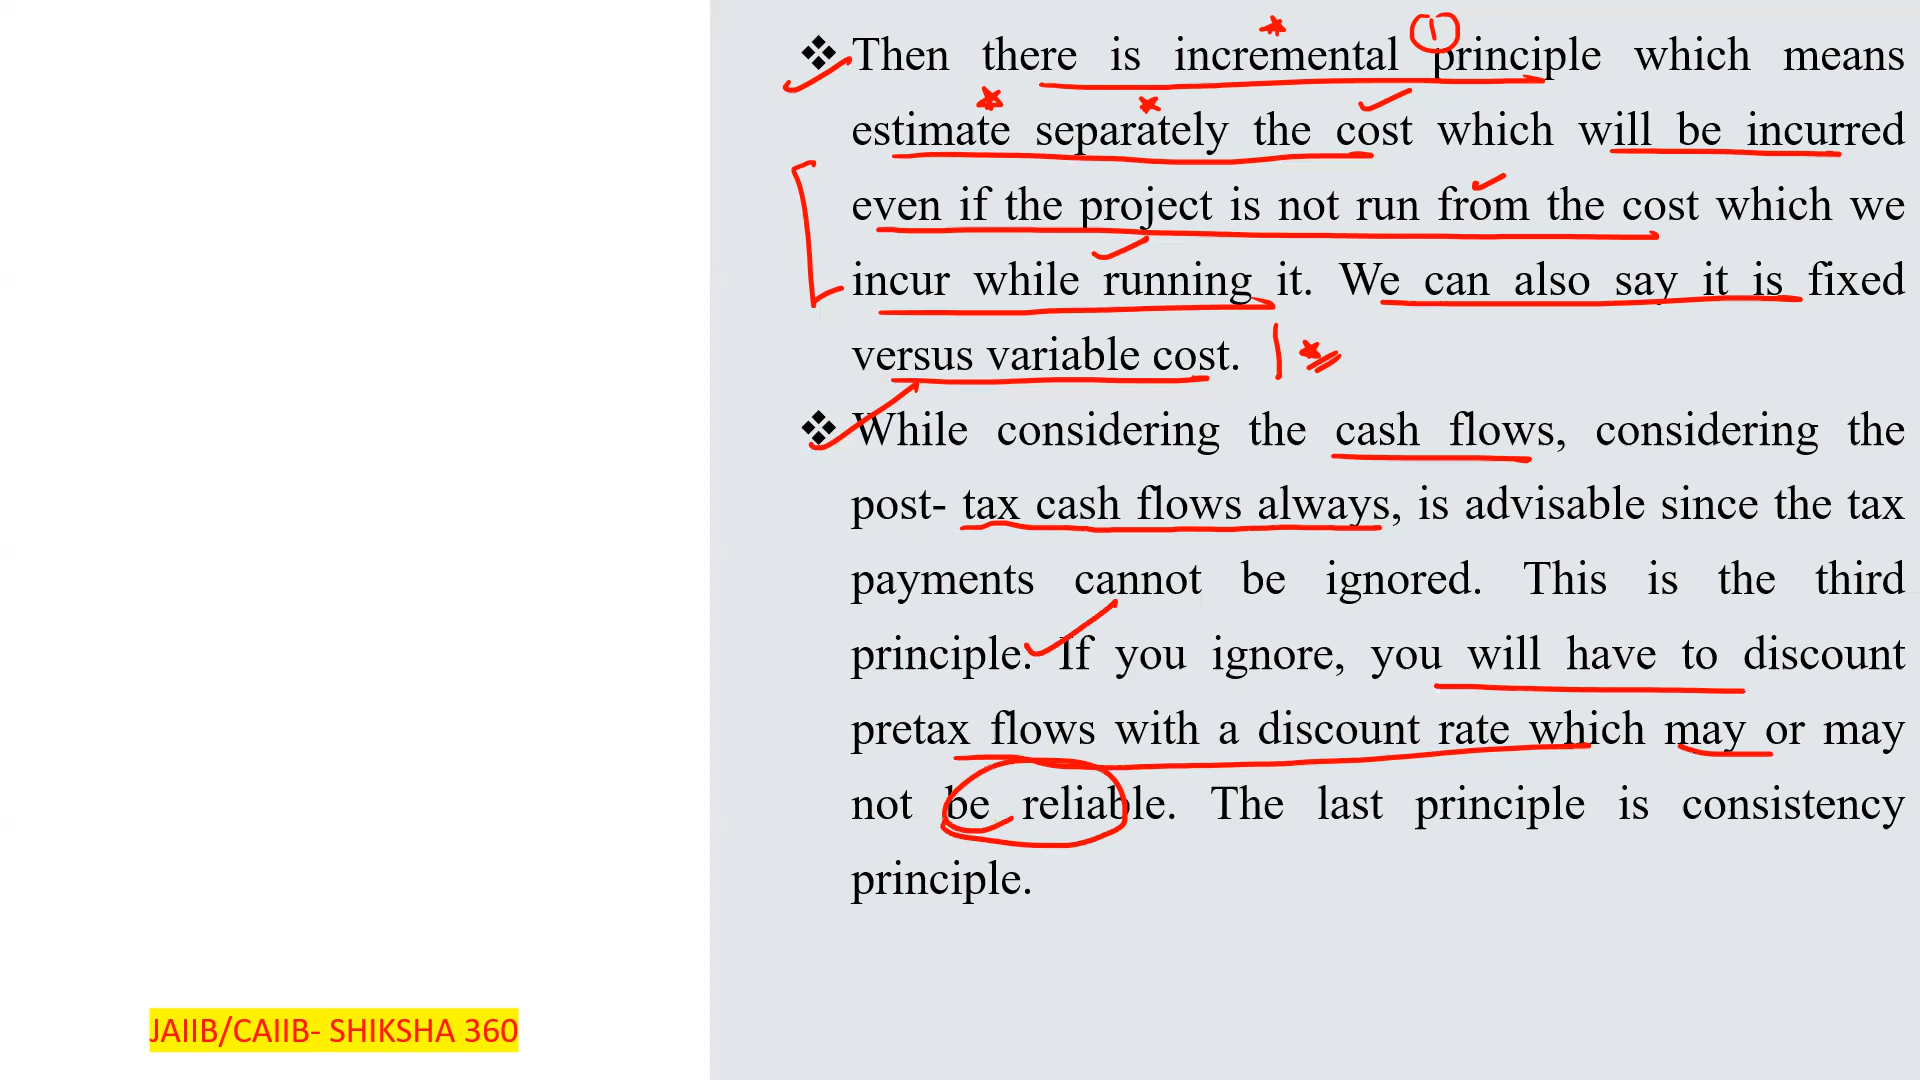 ❖ Then there is incremental principle which means
estimate separately the cost which will be incurred
even if the project is not run from the cost which we
incur while running it. We can also say it is fixed
versus variable cost.
❖ While considering the cash flows, considering the
post- tax cash flows always, is advisable since the tax
payments cannot be ignored. This is the third
principle. If you ignore, you will have to discount
pretax flows with a discount rate which may or may
not be reliable. The last principle is consistency
principle.
JAIIB/CAIIB- SHIKSHA 360